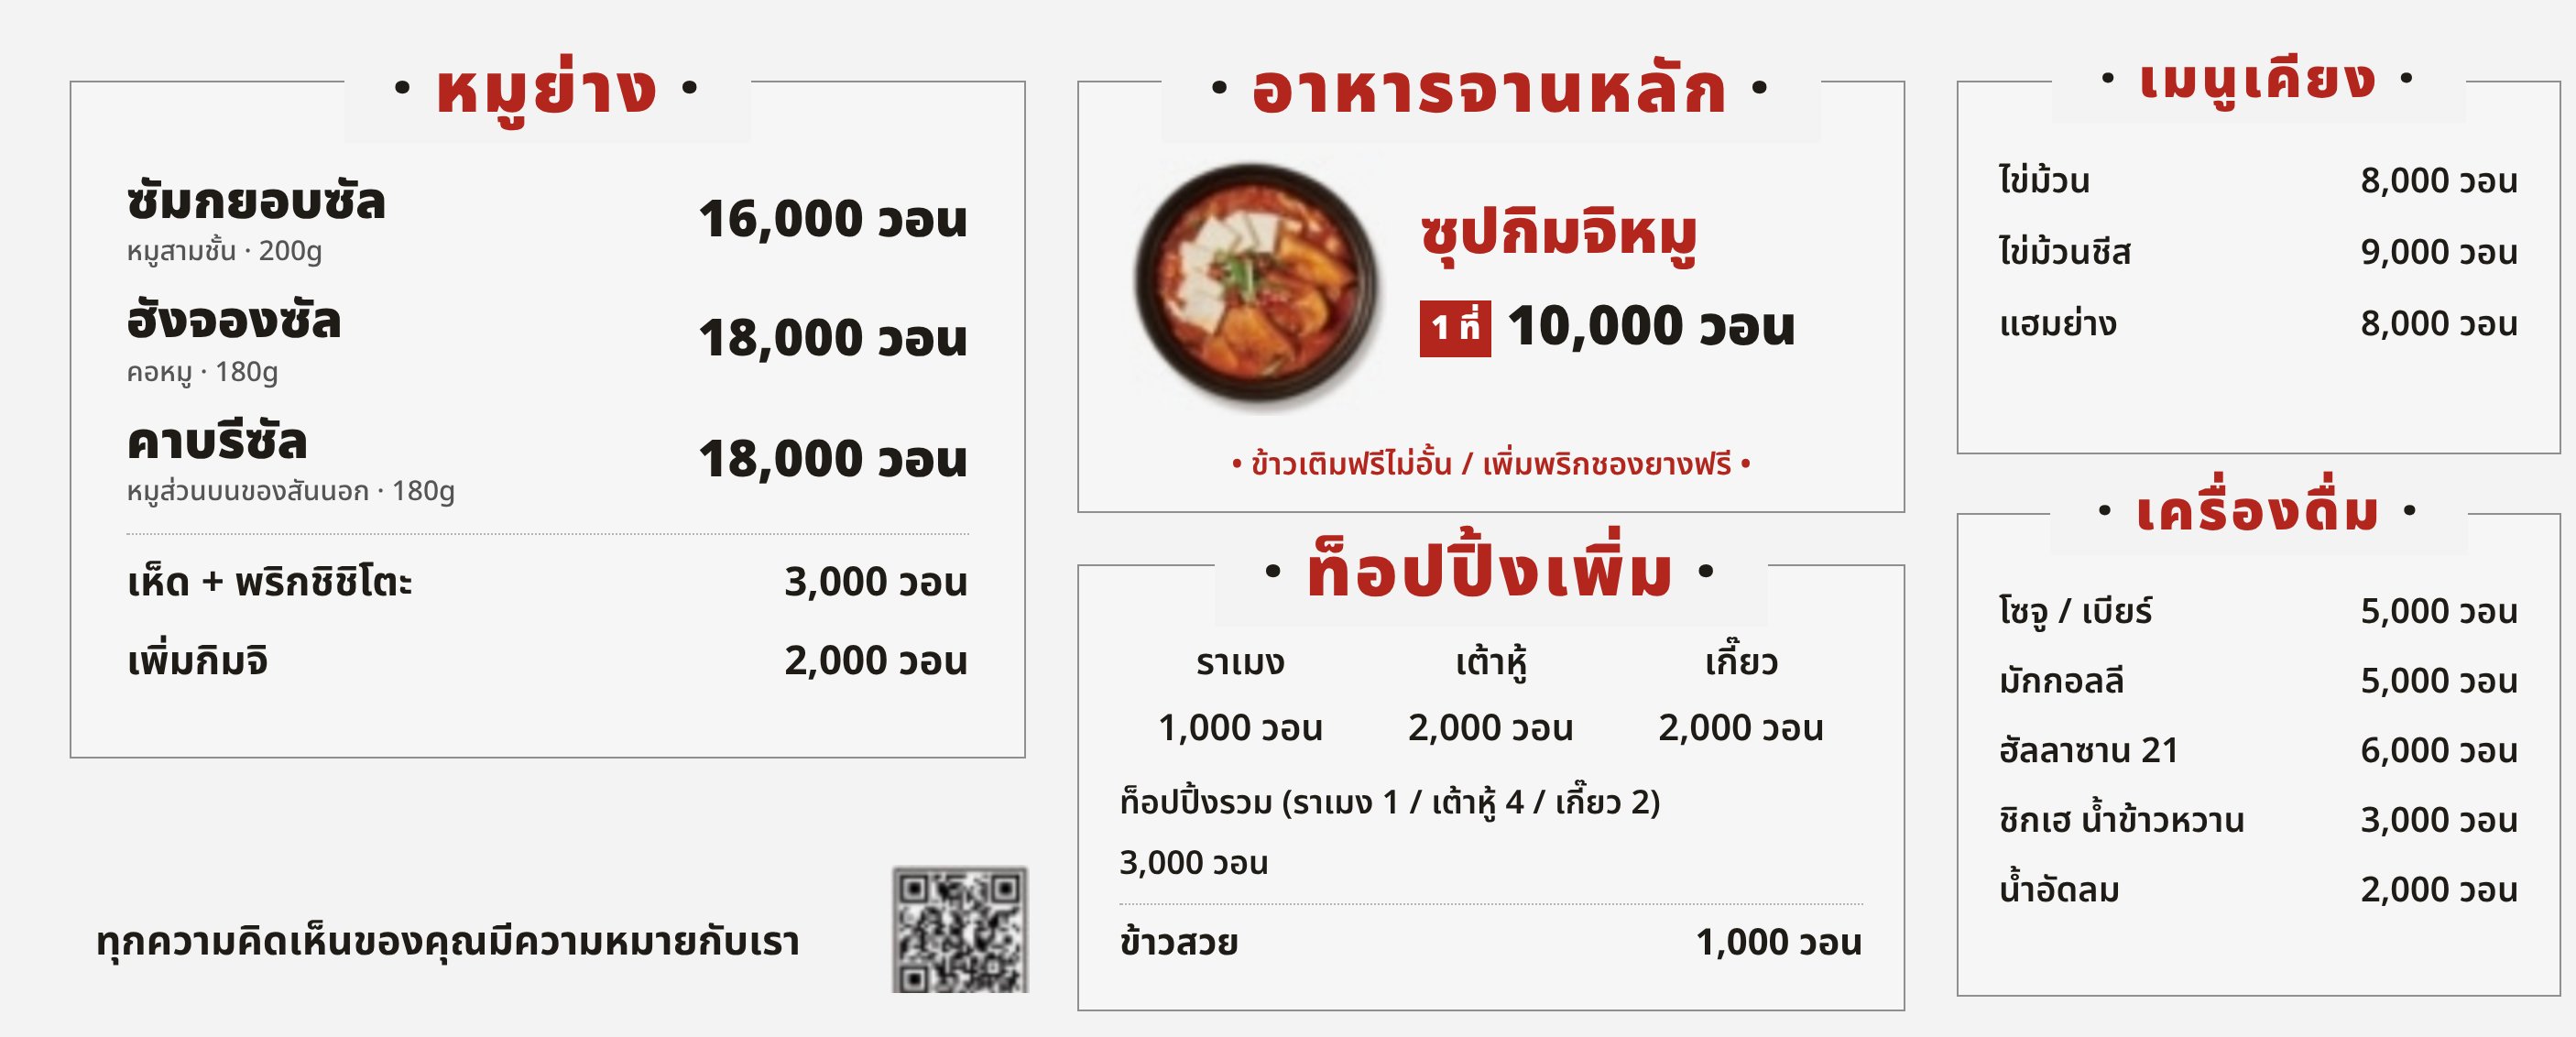 • หมูย่าง •
ซัมกยอบซัล 16,000 วอน
หมูสามชั้น · 200g
ฮังจองซัล 18,000 วอน
คอหมู · 180g
คาบรีซัล 18,000 วอน
หมูส่วนบนของสันนอก · 180g
เห็ด + พริกชิชิโตะ 3,000 วอน
เพิ่มกิมจิ 2,000 วอน
ทุกความคิดเห็นของคุณมีความหมายกับเรา
• อาหารจานหลัก •
ซุปกิมจิหมู
1 ที่ 10,000 วอน
• ข้าวเติมฟรีไม่อั้น / เพิ่มพริกชองยางฟรี •
• ท็อปปิ้งเพิ่ม •
ราเมง เต้าหู้ เกี๊ยว
1,000 วอน 2,000 วอน 2,000 วอน
ท็อปปิ้งรวม (ราเมง 1 / เต้าหู้ 4 / เกี๊ยว 2)
3,000 วอน
ข้าวสวย 1,000 วอน
• เมนูเคียง •
ไข่ม้วน 8,000 วอน
ไข่ม้วนชีส 9,000 วอน
แฮมย่าง 8,000 วอน
• เครื่องดื่ม •
โซจู / เบียร์ 5,000 วอน
มักกอลลี 5,000 วอน
ฮัลลาซาน 21 6,000 วอน
ชิกเฮ น้ำข้าวหวาน 3,000 วอน
น้ำอัดลม 2,000 วอน